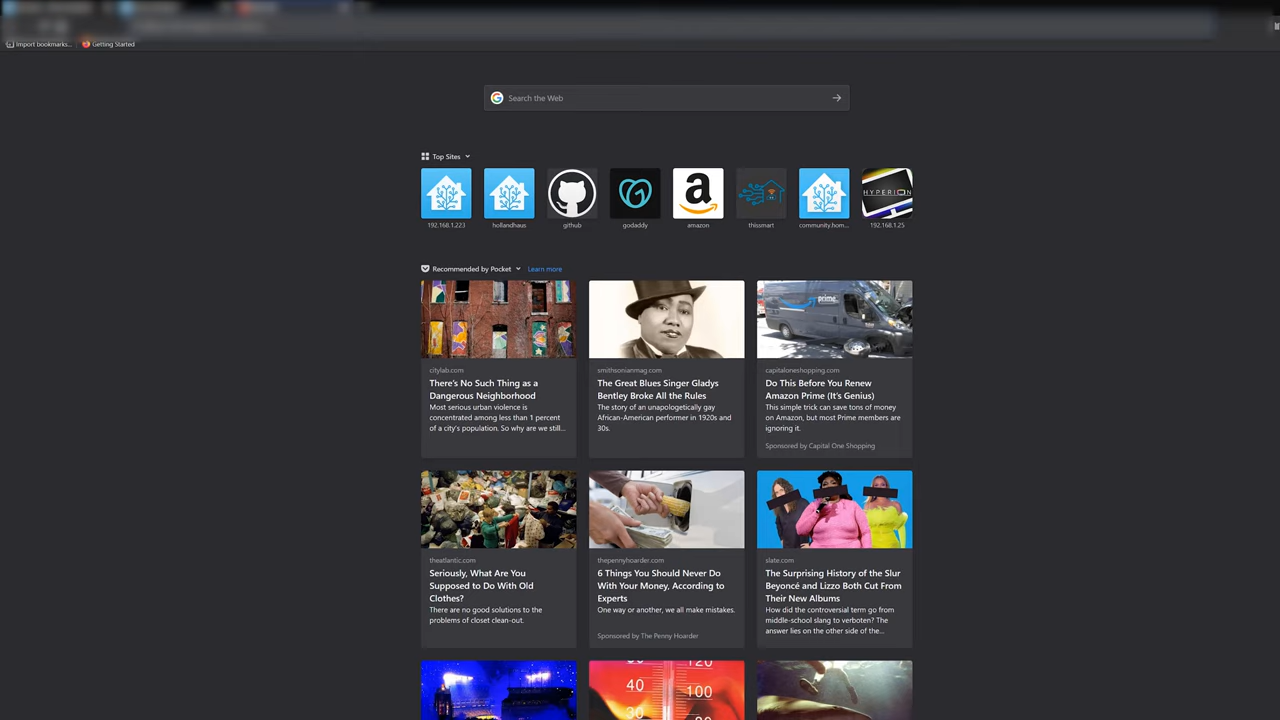 Import bookmarks...
Getting Started
Search the Web
Top Sites
192.168.1.223
hollandhaus
github
godaddy
amazon
thissmart
community.hom...
HYPERION
192.168.1.25
Recommended by Pocket
Learn more
prime
citylab.com
There's No Such Thing as a
Dangerous Neighborhood
Most serious urban violence is
concentrated among less than 1 percent
of a city's population. So why are we still...
smithsonianmag.com
The Great Blues Singer Gladys
Bentley Broke All the Rules
The story of an unapologetically gay
African-American performer in 1920s and
30s.
capitaloneshopping.com
Do This Before You Renew
Amazon Prime (It's Genius)
This simple trick can save tons of money
on Amazon, but most Prime members are
ignoring it.
Sponsored by Capital One Shopping
theatlantic.com
Seriously, What Are You
Supposed to Do With Old
Clothes?
There are no good solutions to the
problems of closet clean-out.
thepennyhoarder.com
6 Things You Should Never Do
With Your Money, According to
Experts
One way or another, we all make mistakes.
Sponsored by The Penny Hoarder
slate.com
The Surprising History of the Slur
Beyoncé and Lizzo Both Cut From
Their New Albums
How did the controversial term go from
middle-school slang to verboten? The
answer lies on the other side of the...
120
40
100
30